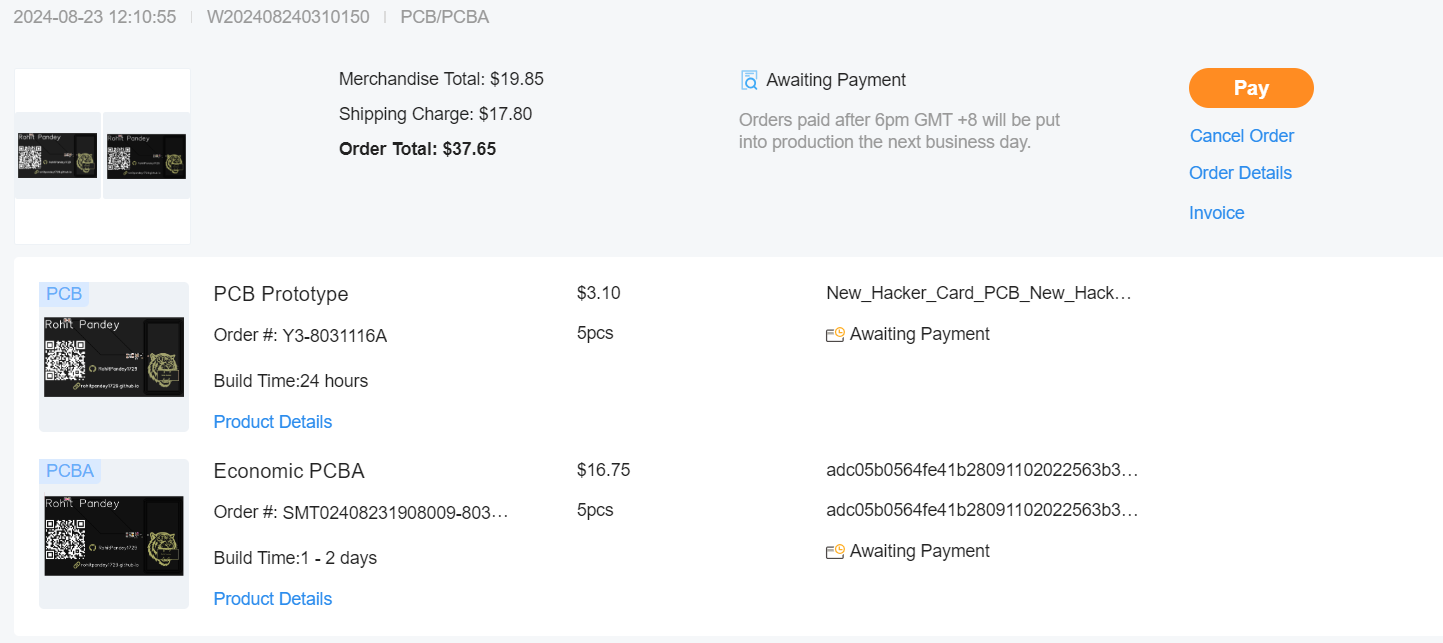 2024-08-23 12:10:55 | W202408240310150 | PCB/PCBA
Merchandise Total: $19.85
Shipping Charge: $17.80
Order Total: $37.65
Awaiting Payment
Orders paid after 6pm GMT +8 will be put
into production the next business day.
Pay
Cancel Order
Order Details
Invoice
Rohit Pandey
Rohit Pandey
PCB
Rohit Pandey
RohitPandey1729
rohitpandey1729.github.io
PCB Prototype
Order #: Y3-8031116A
Build Time:24 hours
Product Details
$3.10
5pcs
New_Hacker_Card_PCB_New_Hack...
Awaiting Payment
PCBA
Rohit Pandey
RohitPandey1729
rohitpandey1729.github.io
Economic PCBA
Order #: SMT02408231908009-803...
Build Time:1 - 2 days
Product Details
$16.75
5pcs
adc05b0564fe41b28091102022563b3...
adc05b0564fe41b28091102022563b3...
Awaiting Payment